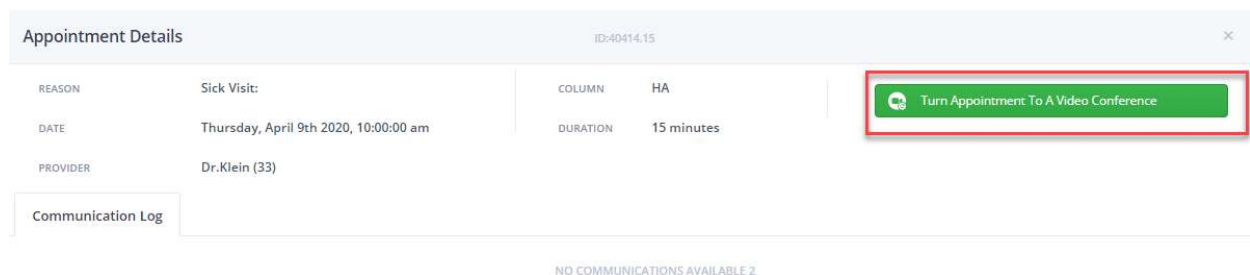 Appointment Details ID:40414.15 ×
REASON Sick Visit: COLUMN HA Turn Appointment To A Video Conference
DATE Thursday, April 9th 2020, 10:00:00 am DURATION 15 minutes
PROVIDER Dr.Klein (33)
Communication Log
NO COMMUNICATIONS AVAILABLE 2